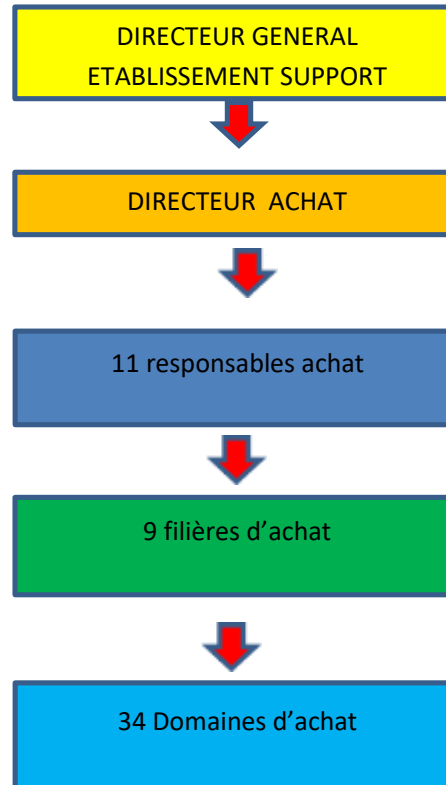 DIRECTEUR GENERAL
ETABLISSEMENT SUPPORT
DIRECTEUR ACHAT
11 responsables achat
9 filières d’achat
34 Domaines d’achat